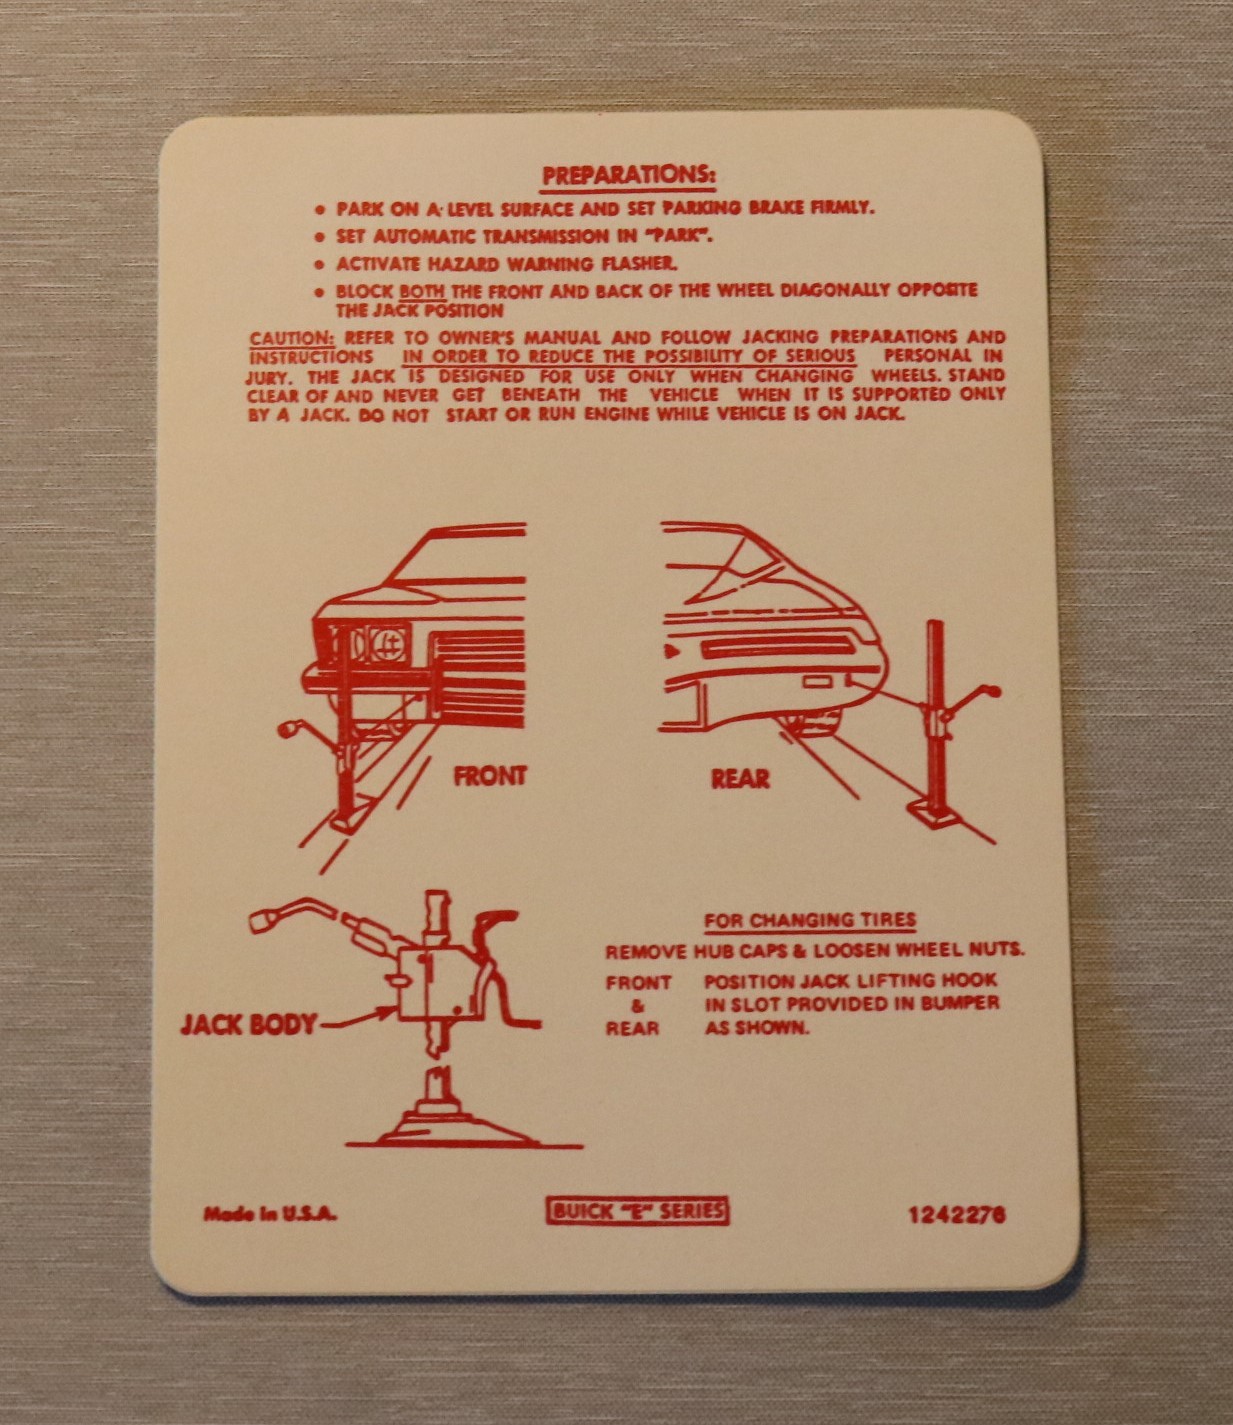 PREPARATIONS:
• PARK ON A LEVEL SURFACE AND SET PARKING BRAKE FIRMLY.
• SET AUTOMATIC TRANSMISSION IN "PARK".
• ACTIVATE HAZARD WARNING FLASHER.
• BLOCK BOTH THE FRONT AND BACK OF THE WHEEL DIAGONALLY OPPOSITE
THE JACK POSITION
CAUTION: REFER TO OWNER'S MANUAL AND FOLLOW JACKING PREPARATIONS AND
INSTRUCTIONS IN ORDER TO REDUCE THE POSSIBILITY OF SERIOUS PERSONAL IN
JURY. THE JACK IS DESIGNED FOR USE ONLY WHEN CHANGING WHEELS. STAND
CLEAR OF AND NEVER GET BENEATH THE VEHICLE WHEN IT IS SUPPORTED ONLY
BY A JACK. DO NOT START OR RUN ENGINE WHILE VEHICLE IS ON JACK.
FRONT
REAR
JACK BODY
FOR CHANGING TIRES
REMOVE HUB CAPS & LOOSEN WHEEL NUTS.
FRONT POSITION JACK LIFTING HOOK
& IN SLOT PROVIDED IN BUMPER
REAR AS SHOWN.
Made in U.S.A.
BUICK "E" SERIES
1242276